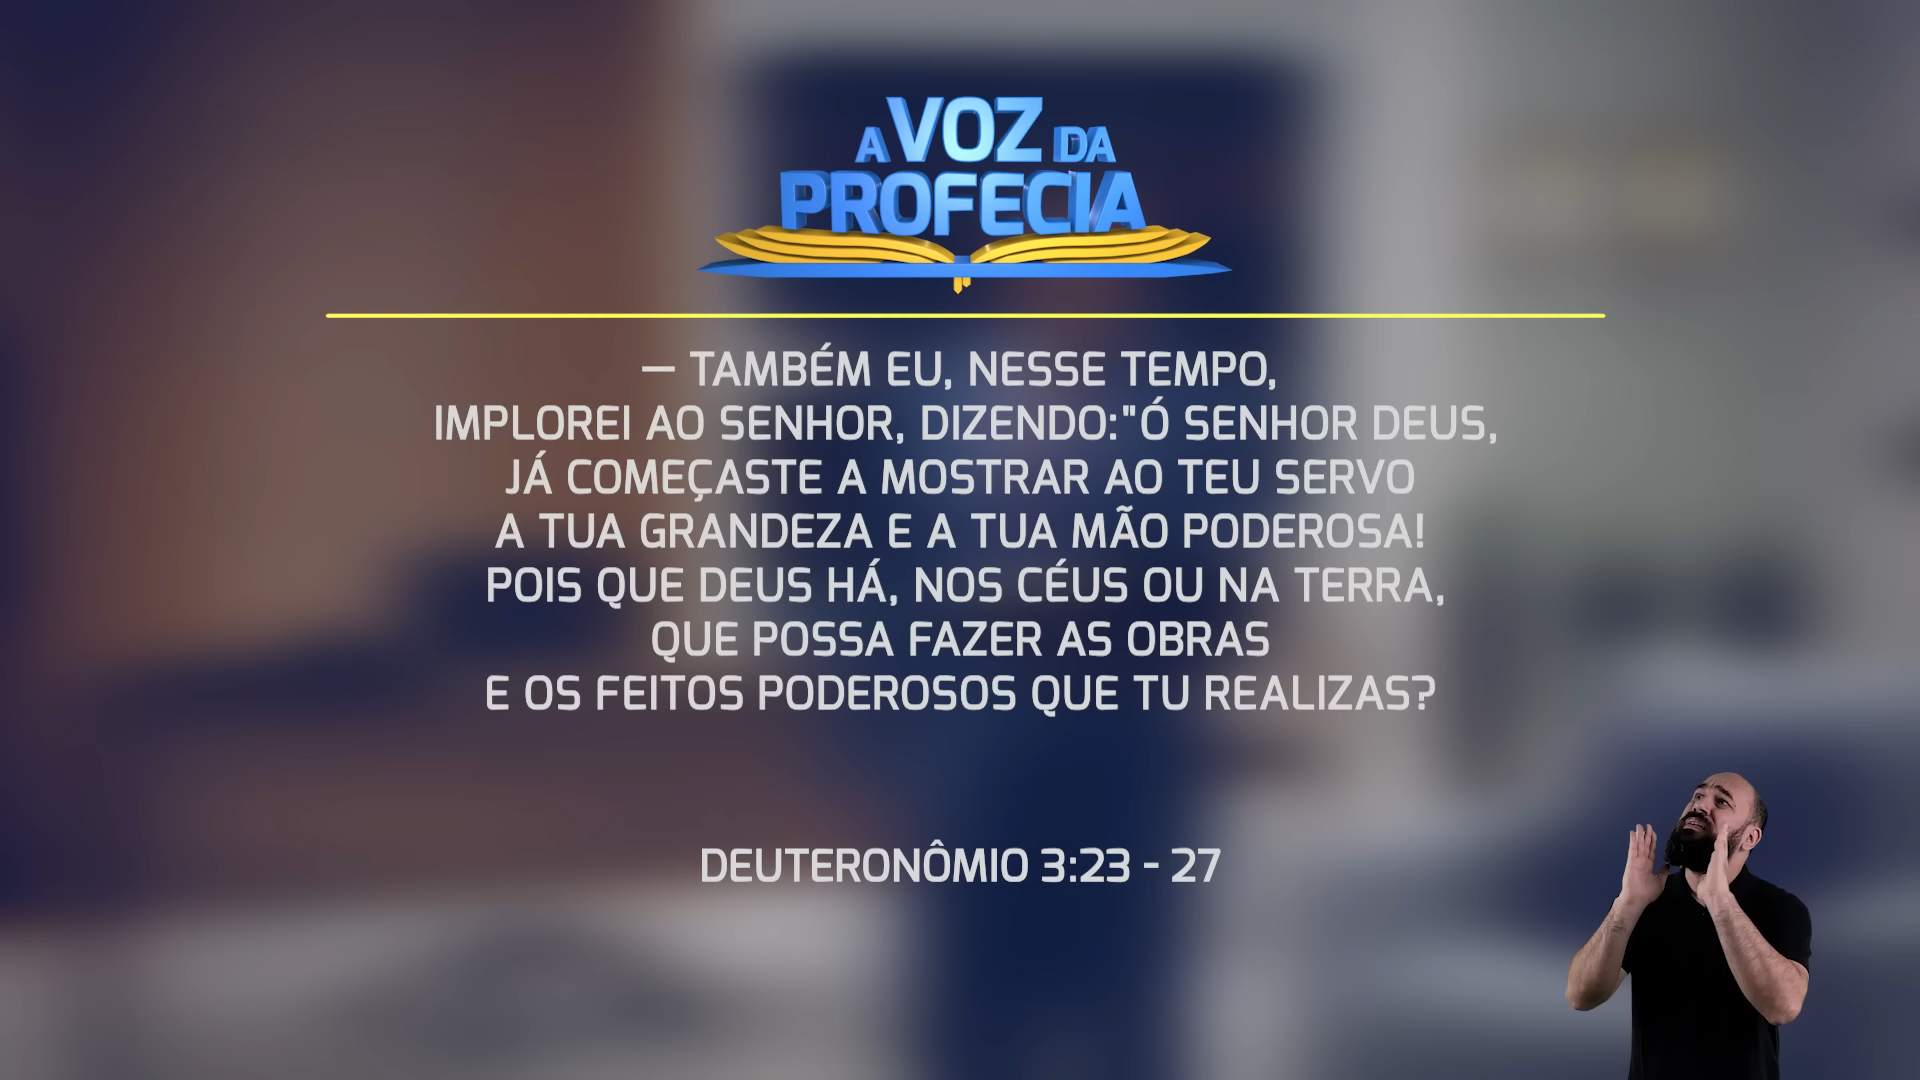 A VOZ DA
PROFECIA
— TAMBÉM EU, NESSE TEMPO,
IMPLOREI AO SENHOR, DIZENDO:"Ó SENHOR DEUS,
JÁ COMEÇASTE A MOSTRAR AO TEU SERVO
A TUA GRANDEZA E A TUA MÃO PODEROSA!
POIS QUE DEUS HÁ, NOS CÉUS OU NA TERRA,
QUE POSSA FAZER AS OBRAS
E OS FEITOS PODEROSOS QUE TU REALIZAS?
DEUTERONÔMIO 3:23 - 27